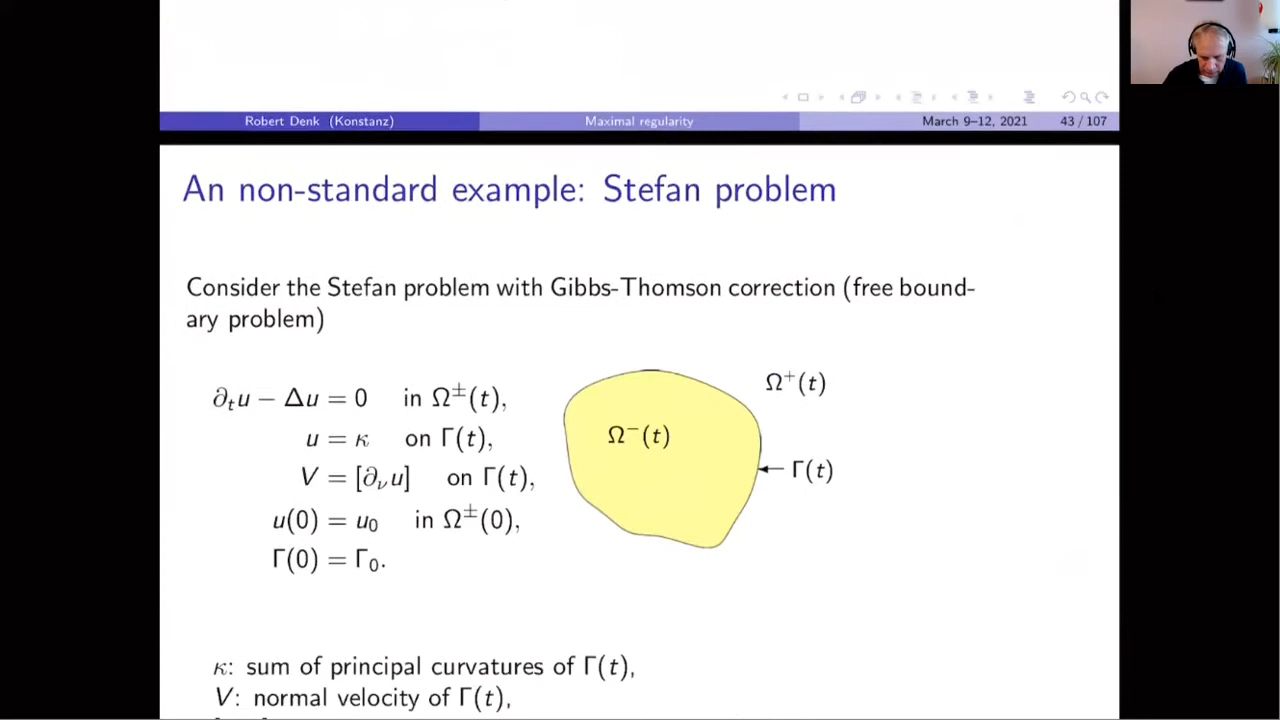 Robert Denk (Konstanz) Maximal regularity March 9–12, 2021 43 / 107
An non-standard example: Stefan problem
Consider the Stefan problem with Gibbs-Thomson correction (free bound-
ary problem)
∂ₜu − Δu = 0 in Ω±(t),
u = κ on Γ(t),
V = [∂νu] on Γ(t),
u(0) = u₀ in Ω±(0),
Γ(0) = Γ₀.
Ω⁺(t)
Ω⁻(t)
Γ(t)
κ: sum of principal curvatures of Γ(t),
V: normal velocity of Γ(t),